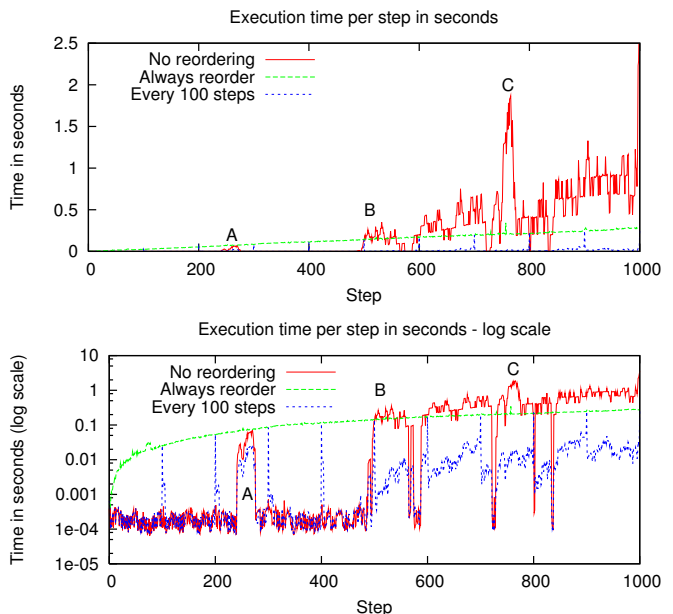 Execution time per step in seconds
2.5
2
1.5
1
0.5
0
Time in seconds
No reordering
Always reorder
Every 100 steps
A
B
C
0 200 400 600 800 1000
Step
Execution time per step in seconds - log scale
10
1
0.1
0.01
0.001
1e-04
1e-05
Time in seconds (log scale)
No reordering
Always reorder
Every 100 steps
A
B
C
0 200 400 600 800 1000
Step